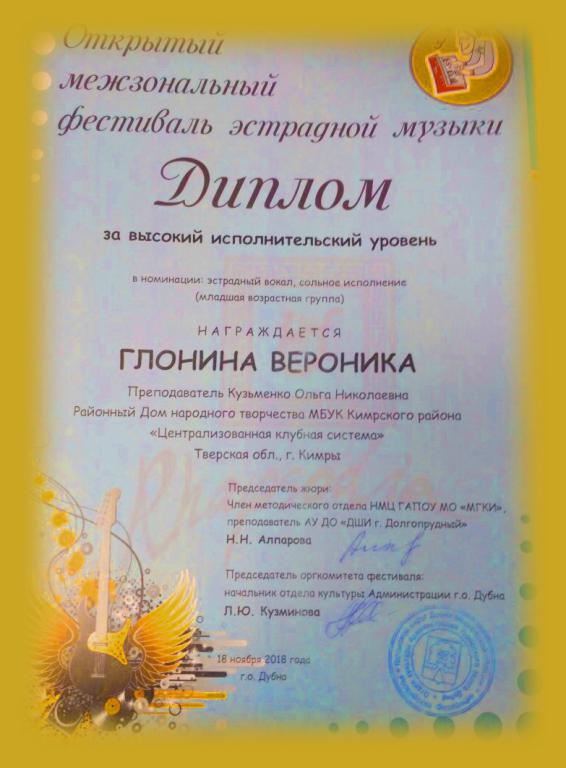 Открытый
межзональный
фестиваль эстрадной музыки
Диплом
за высокий исполнительский уровень
в номинации: эстрадный вокал, сольное исполнение
(младшая возрастная группа)
НАГРАЖДАЕТСЯ
ГЛОНИНА ВЕРОНИКА
Преподаватель Кузьменко Ольга Николаевна
Районный Дом народного творчества МБУК Кимрского района
«Централизованная клубная система»
Тверская обл., г. Кимры
Председатель жюри:
Член методического отдела НМЦ ГАПОУ МО «МГКИ»,
преподаватель АУ ДО «ДШИ г. Долгопрудный»
Н.Н. Алпарова
Председатель оргкомитета фестиваля:
начальник отдела культуры Администрации г.о. Дубна
Л.Ю. Кузминова
18 ноября 2018 года
г.о. Дубна